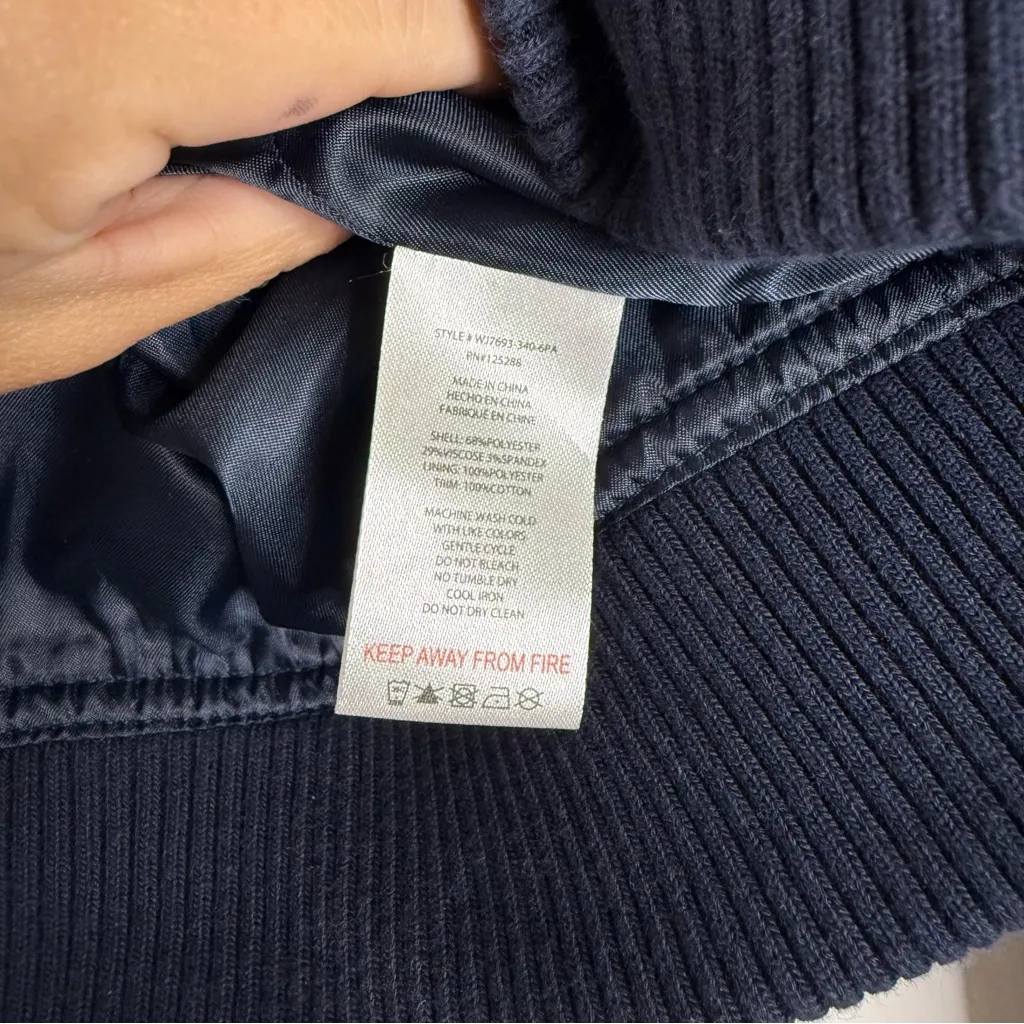 STYLE # WJ7693-340-6PA
RN#125288
MADE IN CHINA
HECHO EN CHINA
FABRIQUÉ EN CHINE
SHELL: 68%POLYESTER
29%VISCOSE 3%SPANDEX
LINING: 100%POLYESTER
TRIM: 100%COTTON
MACHINE WASH COLD
WITH LIKE COLORS
GENTLE CYCLE
DO NOT BLEACH
NO TUMBLE DRY
COOL IRON
DO NOT DRY CLEAN
KEEP AWAY FROM FIRE